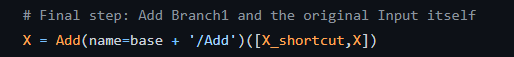 # Final step: Add Branch1 and the original Input itself
X = Add(name=base + '/Add')([X_shortcut,X])